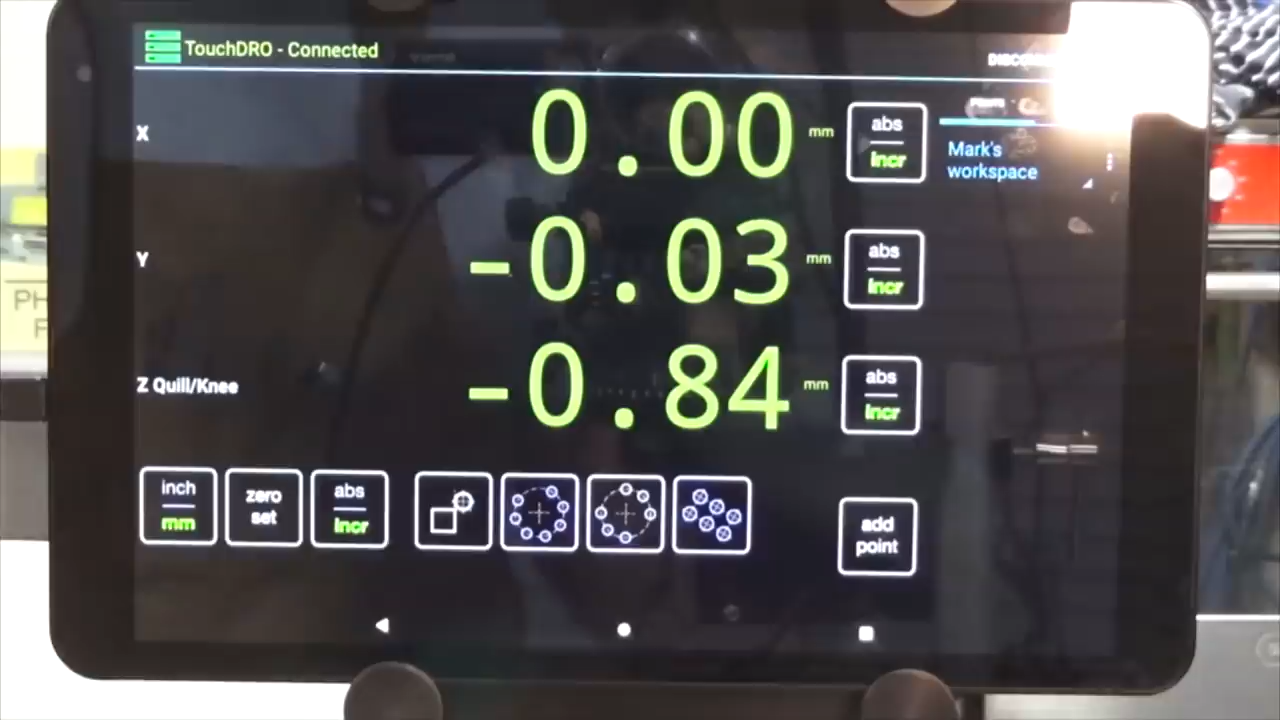 TouchDRO - Connected
X
0.00 mm
abs
incr
Mark's
workspace
Y
-0.03 mm
abs
incr
Z Quill/Knee
-0.84 mm
abs
incr
inch
mm
zero
set
abs
incr
add
point